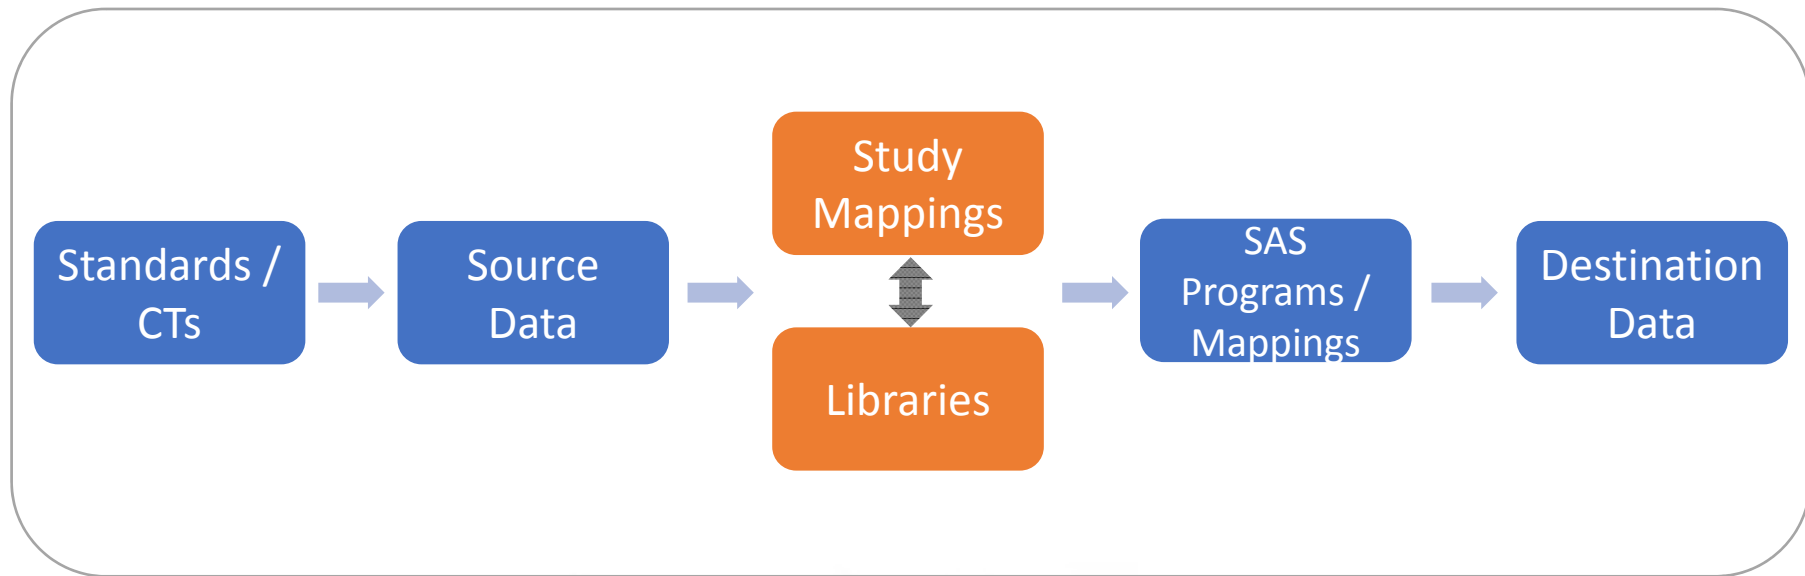 Standards /
CTs
Source
Data
Study
Mappings
Libraries
SAS
Programs /
Mappings
Destination
Data